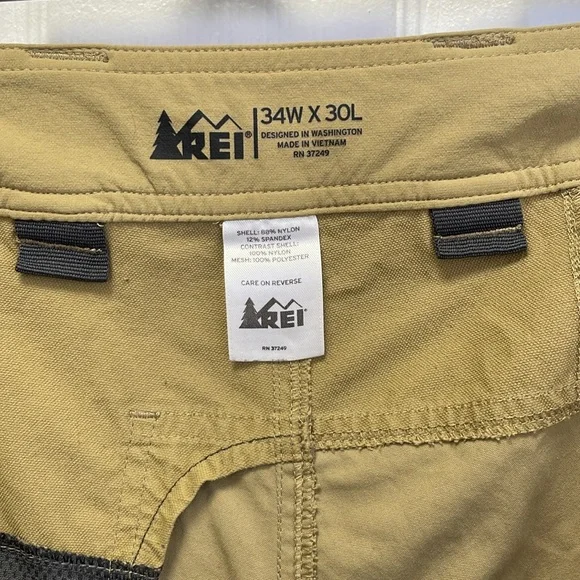 REI®
34W X 30L
DESIGNED IN WASHINGTON
MADE IN VIETNAM
RN 37249
SHELL: 88% NYLON
12% SPANDEX
CONTRAST SHELL:
100% NYLON
MESH: 100% POLYESTER
CARE ON REVERSE
REI®
RN 37249